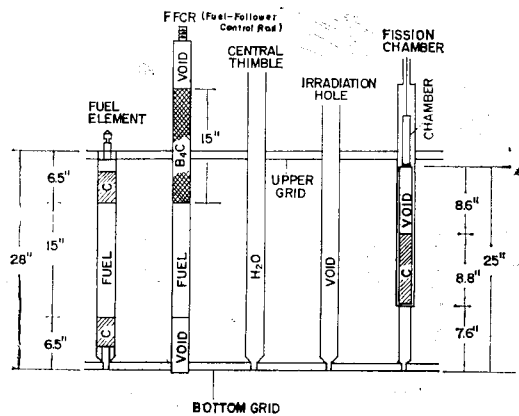 FFCR (Fuel-Follower
Control Rod)
VOID
B₄C
FUEL
VOID
15"
FUEL
ELEMENT
C
FUEL
C
28"
6.5"
15"
6.5"
CENTRAL
THIMBLE
H₂O
IRRADIATION
HOLE
VOID
UPPER
GRID
FISSION
CHAMBER
CHAMBER
VOID
C
8.6"
8.8"
7.6"
25"
BOTTOM GRID